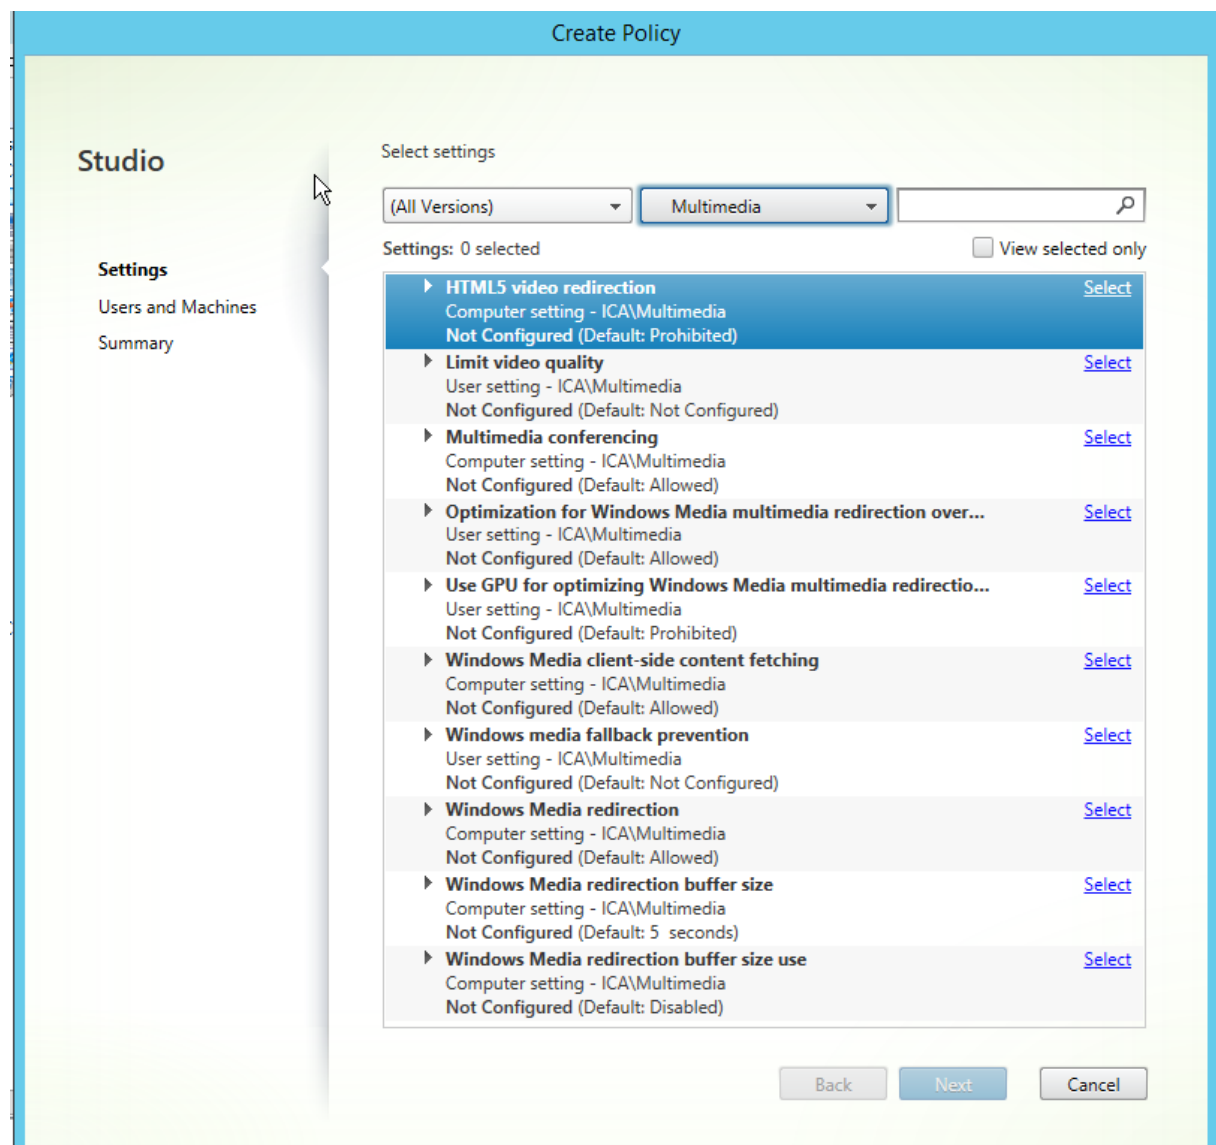 Create Policy
Studio
Select settings
(All Versions)
Multimedia
Settings: 0 selected
View selected only
Settings
Users and Machines
Summary
HTML5 video redirection
Select
Computer setting - ICA\Multimedia
Not Configured (Default: Prohibited)
Limit video quality
Select
User setting - ICA\Multimedia
Not Configured (Default: Not Configured)
Multimedia conferencing
Select
Computer setting - ICA\Multimedia
Not Configured (Default: Allowed)
Optimization for Windows Media multimedia redirection over...
Select
User setting - ICA\Multimedia
Not Configured (Default: Allowed)
Use GPU for optimizing Windows Media multimedia redirectio...
Select
User setting - ICA\Multimedia
Not Configured (Default: Prohibited)
Windows Media client-side content fetching
Select
Computer setting - ICA\Multimedia
Not Configured (Default: Allowed)
Windows media fallback prevention
Select
User setting - ICA\Multimedia
Not Configured (Default: Not Configured)
Windows Media redirection
Select
Computer setting - ICA\Multimedia
Not Configured (Default: Allowed)
Windows Media redirection buffer size
Select
Computer setting - ICA\Multimedia
Not Configured (Default: 5  seconds)
Windows Media redirection buffer size use
Select
Computer setting - ICA\Multimedia
Not Configured (Default: Disabled)
Back
Next
Cancel